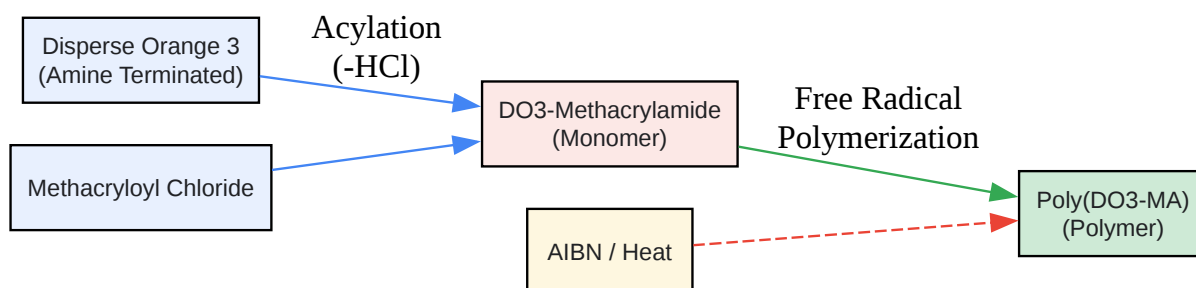 Disperse Orange 3
(Amine Terminated)
Acylation
(-HCl)
Methacryloyl Chloride
DO3-Methacrylamide
(Monomer)
Free Radical
Polymerization
AIBN / Heat
Poly(DO3-MA)
(Polymer)